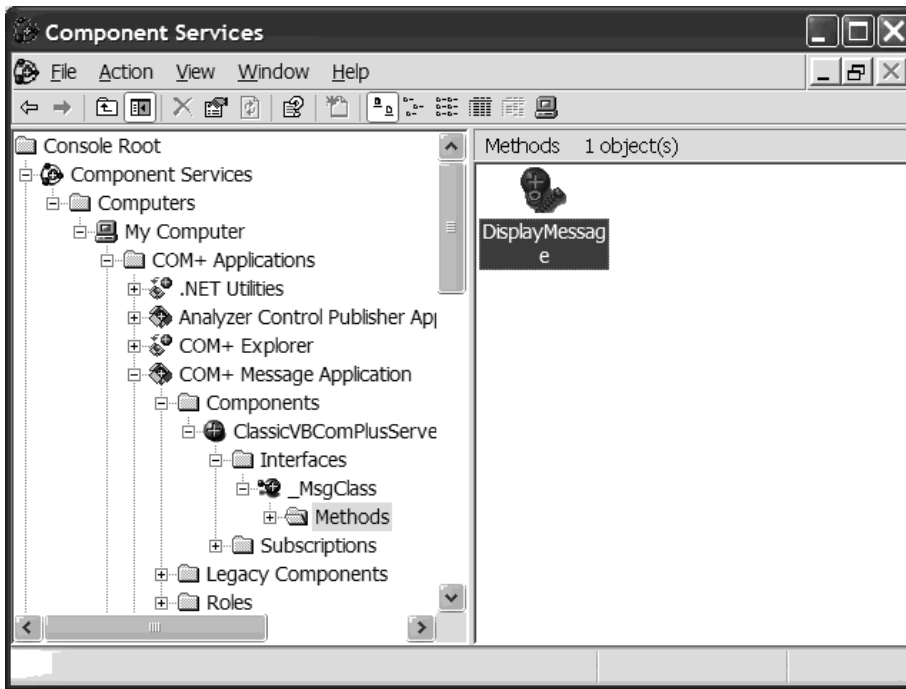 Component Services
File Action View Window Help
Console Root
Component Services
Computers
My Computer
COM+ Applications
.NET Utilities
Analyzer Control Publisher App
COM+ Explorer
COM+ Message Application
Components
ClassicVBComPlusServe
Interfaces
_MsgClass
Methods
Subscriptions
Legacy Components
Roles
Methods 1 object(s)
DisplayMessag
e